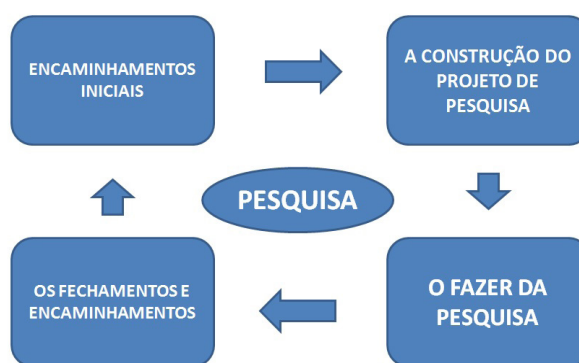 ENCAMINHAMENTOS
INICIAIS
A CONSTRUÇÃO DO
PROJETO DE
PESQUISA
PESQUISA
OS FECHAMENTOS E
ENCAMINHAMENTOS
O FAZER DA
PESQUISA